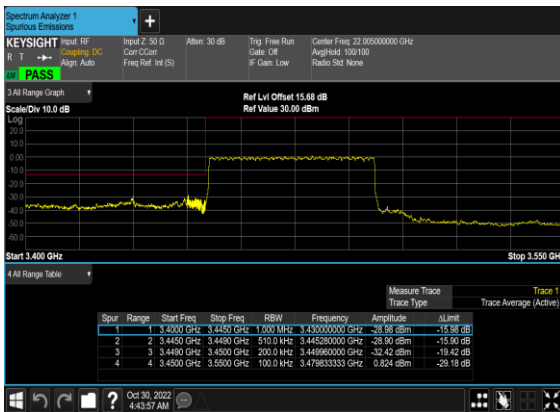 Spectrum Analyzer 1
Spurious Emissions
+
KEYSIGHT Input: RF Input Z: 50 Ω Atten: 30 dB Trig: Free Run Center Freq: 22.005000000 GHz
R T Coupling: DC Corr CCorr Gate: Off Avg|Hold: 100/100
Align: Auto Freq Ref: Int (S) IF Gain: Low Radio Std: None
PASS
3 All Range Graph Ref Lvl Offset 15.68 dB
Scale/Div 10.0 dB Ref Value 30.00 dBm
Log
20.0
10.0
0.00
-10.0
-20.0
-30.0
-40.0
-50.0
-60.0
Start 3.400 GHz Stop 3.550 GH
4 All Range Table
Measure Trace Trace 1
Trace Type Trace Average (Active)
Spur Range Start Freq Stop Freq RBW Frequency Amplitude ΔLimit
1 1 3.4000 GHz 3.4450 GHz 1.000 MHz 3.430000000 GHz -28.98 dBm -15.98 dB
2 2 3.4450 GHz 3.4490 GHz 510.0 kHz 3.445280000 GHz -28.90 dBm -15.90 dB
3 3 3.4490 GHz 3.4500 GHz 200.0 kHz 3.449960000 GHz -32.42 dBm -19.42 dB
4 4 3.4500 GHz 3.5500 GHz 100.0 kHz 3.479833333 GHz 0.824 dBm -29.18 dB
?
Oct 30, 2022
4:43:57 AM